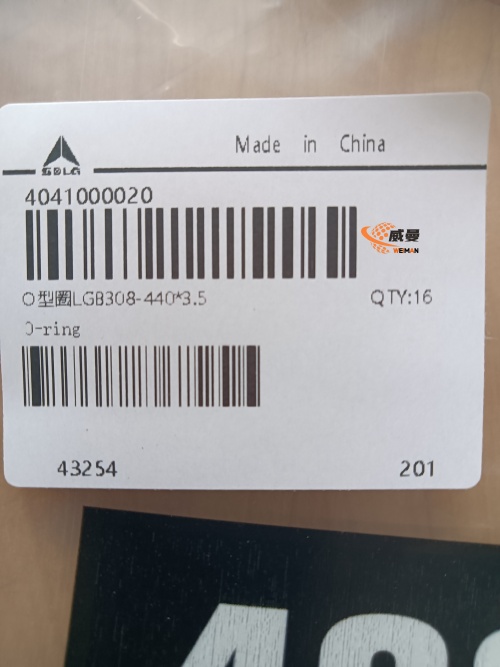 Made in China
SDLG
4041000020
威曼
WEIMAN
O型圈LGB308-440*3.5
QTY:16
O-ring
43254
201